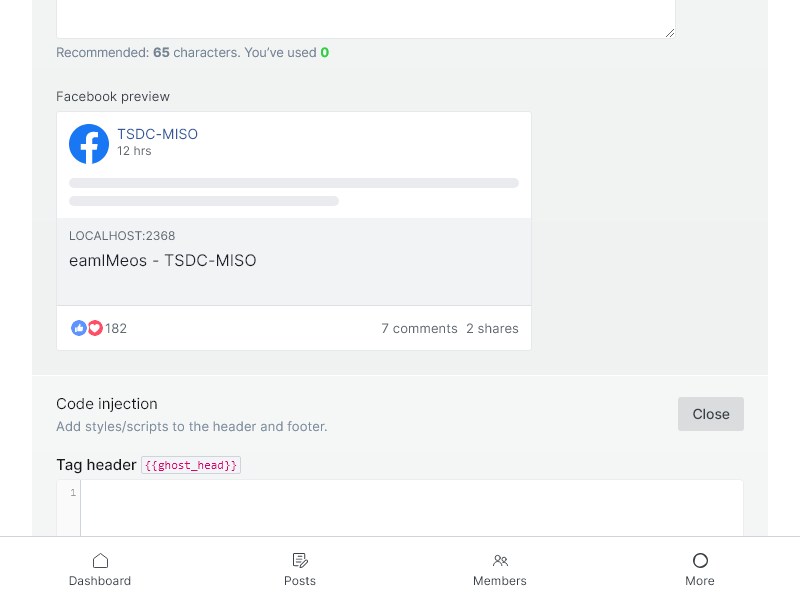 Recommended: 65 characters. You’ve used 0
Facebook preview
TSDC-MISO
12 hrs
LOCALHOST:2368
eamIMeos - TSDC-MISO
182
7 comments 2 shares
Code injection
Add styles/scripts to the header and footer.
Close
Tag header {{ghost_head}}
1
Dashboard
Posts
Members
More